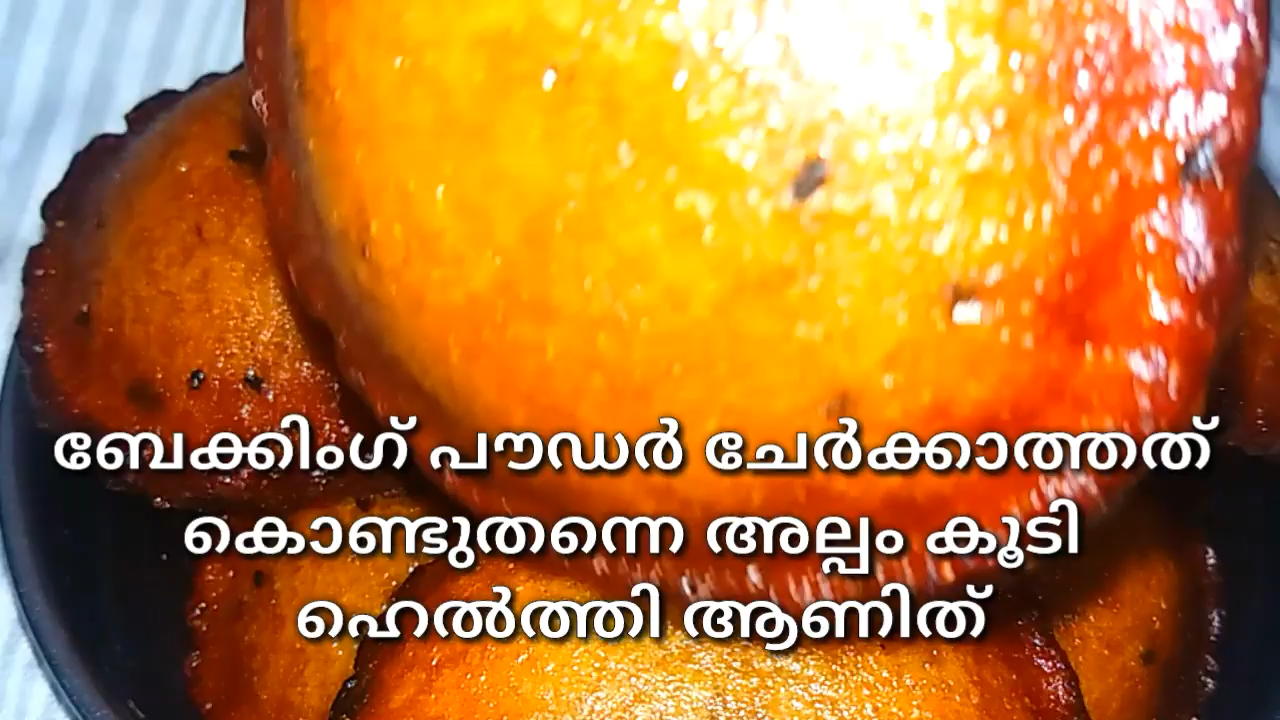 ബേക്കിംഗ് പൗഡർ ചേർക്കാത്തത്
കൊണ്ടുതന്നെ അല്പം കൂടി
ഹെൽത്തി ആണിത്